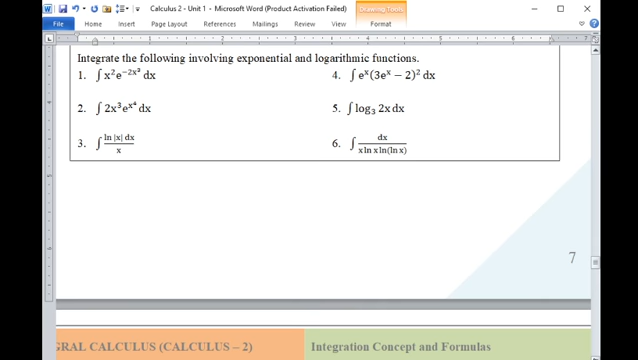 Calculus 2 - Unit 1 - Microsoft Word (Product Activation Failed)
Drawing Tools
File Home Insert Page Layout References Mailings Review View Format
Integrate the following involving exponential and logarithmic functions.
1. ∫ x²e^(−2x³) dx
4. ∫ eˣ(3eˣ − 2)² dx
2. ∫ 2x³e^(x⁴) dx
5. ∫ log₃ 2x dx
3. ∫ (ln |x| dx)/x
6. ∫ dx/(x ln x ln(ln x))
7
GRAL CALCULUS (CALCULUS – 2)
Integration Concept and Formulas